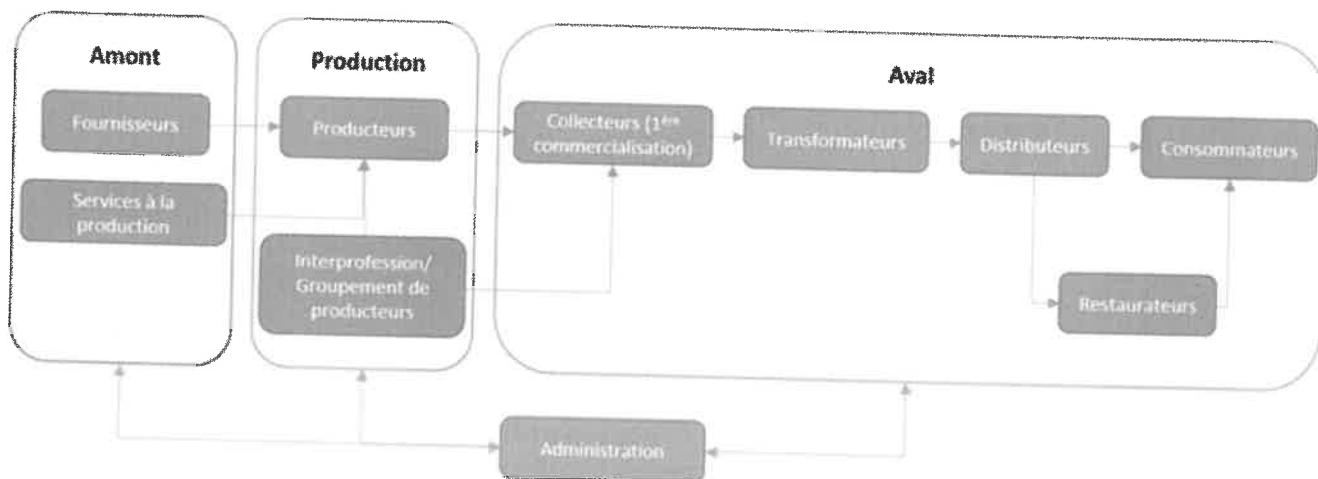 Amont
Fournisseurs
Services à la
production
Production
Producteurs
Interprofession/
Groupement de
producteurs
Aval
Collecteurs (1ère
commercialisation)
Transformateurs
Distributeurs
Consommateurs
Restaurateurs
Administration